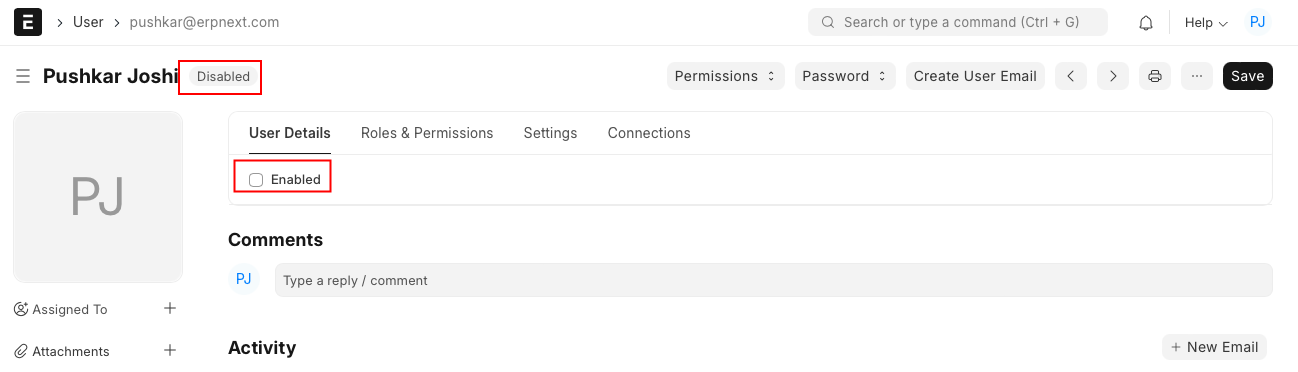 E > User > pushkar@erpnext.com Search or type a command (Ctrl + G) Help PJ
Pushkar Joshi Disabled Permissions Password Create User Email ... Save
PJ
User Details Roles & Permissions Settings Connections
Enabled
Comments
PJ Type a reply / comment
Assigned To +
Attachments +
Activity + New Email